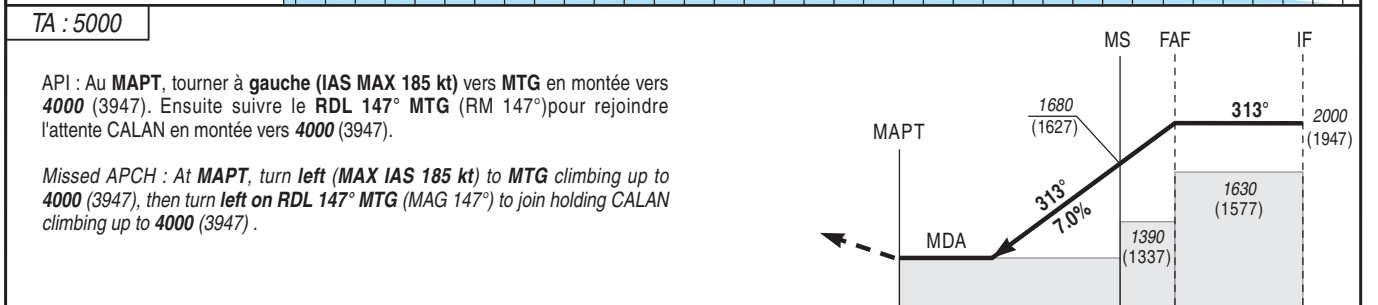 TA : 5000
API : Au MAPT, tourner à gauche (IAS MAX 185 kt) vers MTG en montée vers
4000 (3947). Ensuite suivre le RDL 147° MTG (RM 147°)pour rejoindre
l'attente CALAN en montée vers 4000 (3947).
Missed APCH : At MAPT, turn left (MAX IAS 185 kt) to MTG climbing up to
4000 (3947), then turn left on RDL 147° MTG (MAG 147°) to join holding CALAN
climbing up to 4000 (3947) .
MS FAF IF
1680
(1627)
313°
2000
(1947)
MAPT
1630
(1577)
313°
7.0%
MDA
1390
(1337)